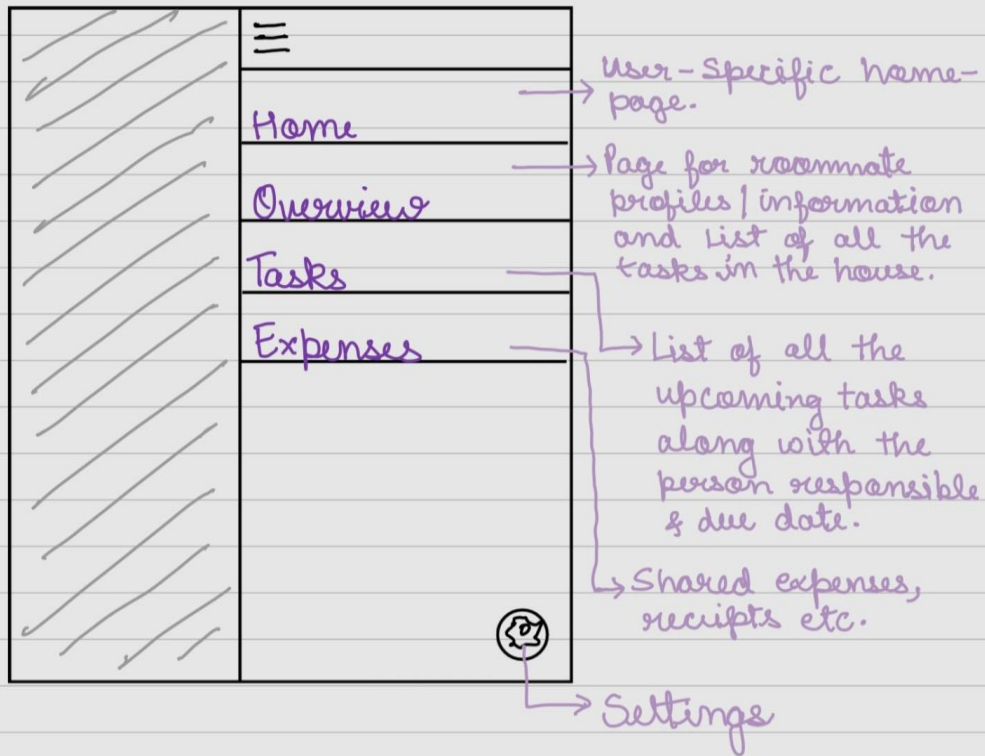 Home
Overview
Tasks
Expenses
User-Specific home-
page.
Page for roommate
profiles/information
and List of all the
tasks in the house.
List of all the
upcoming tasks
along with the
person responsible
& due date.
Shared expenses,
receipts etc.
Settings